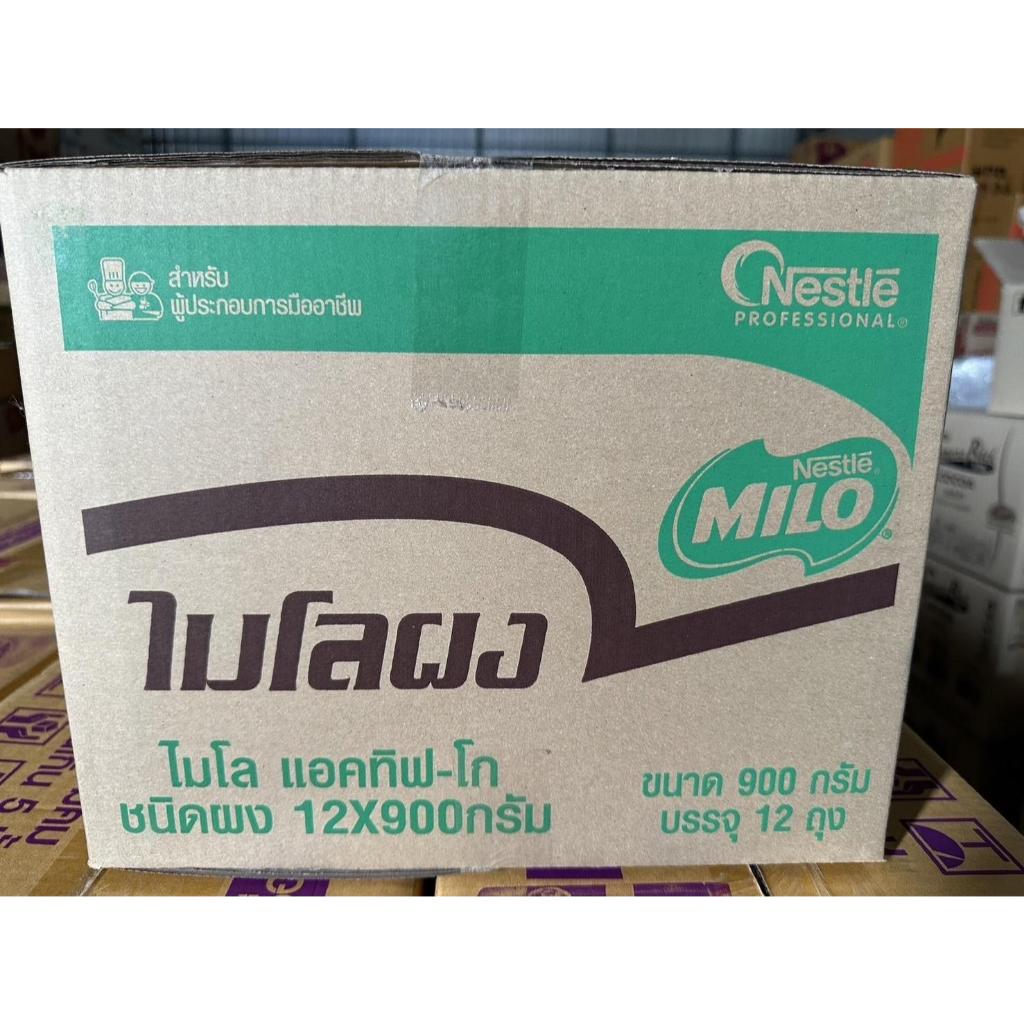 สำหรับ
ผู้ประกอบการมืออาชีพ
Nestlé
PROFESSIONAL®
Nestlé®
MILO®
ไมโลผง
ไมโล แอคทิฟ-โก
ชนิดผง 12X900กรัม
ขนาด 900 กรัม
บรรจุ 12 ถุง